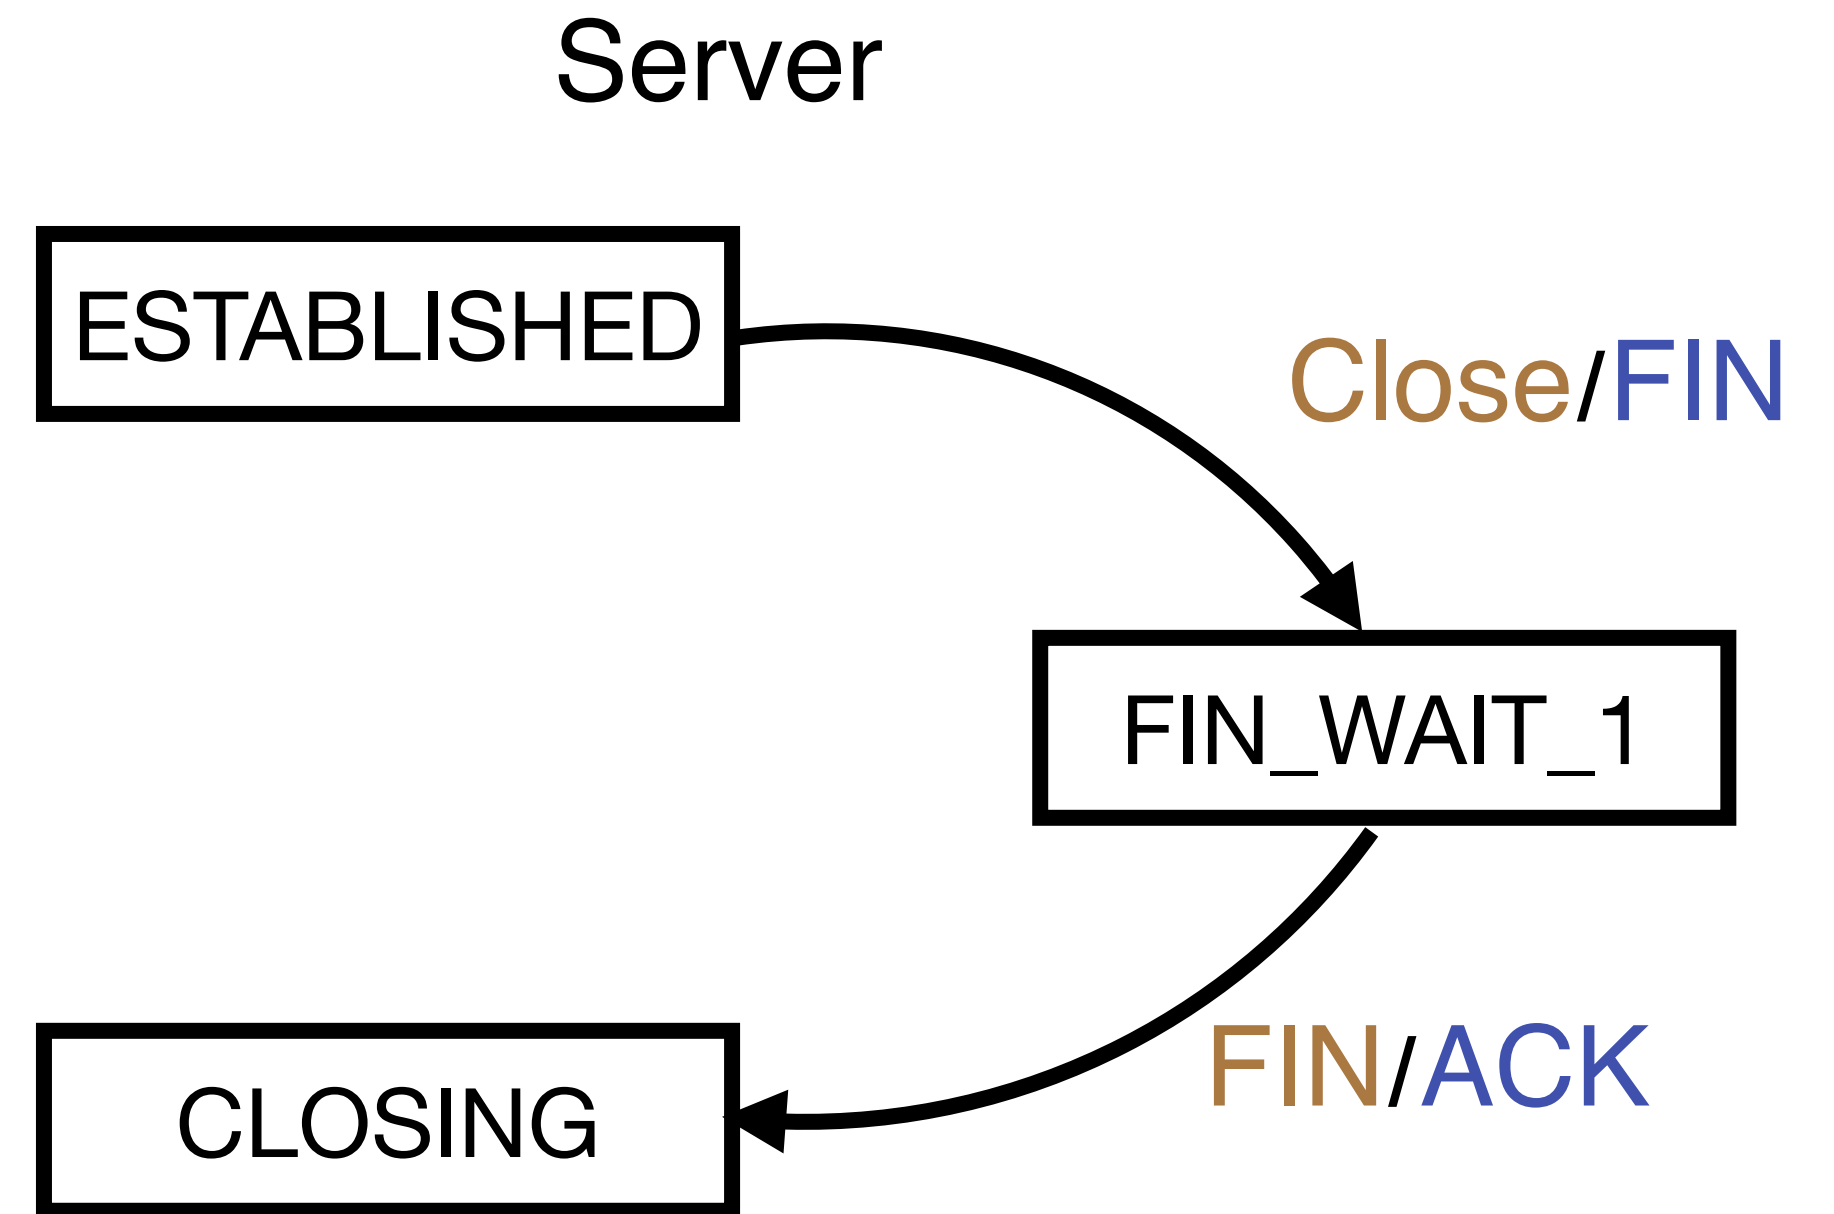 Server
ESTABLISHED
Close/FIN
FIN_WAIT_1
FIN/ACK
CLOSING